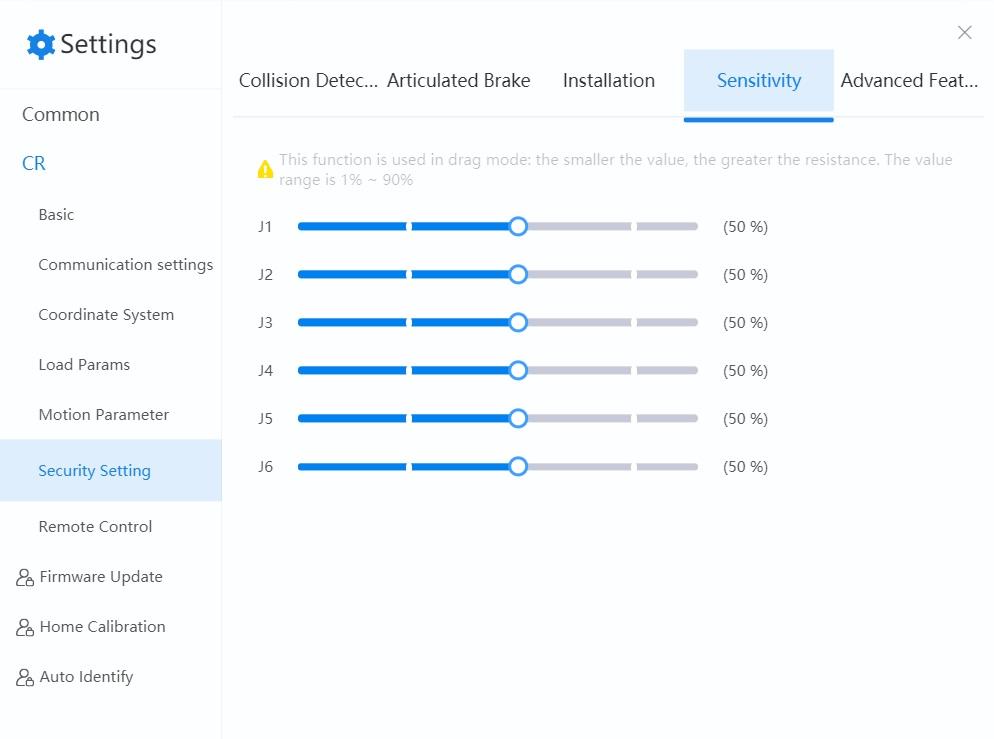 Settings
Common
CR
Basic
Communication settings
Coordinate System
Load Params
Motion Parameter
Security Setting
Remote Control
Firmware Update
Home Calibration
Auto Identify
Collision Detec... Articulated Brake Installation Sensitivity Advanced Feat...
This function is used in drag mode: the smaller the value, the greater the resistance. The value
range is 1% ~ 90%
J1 (50 %)
J2 (50 %)
J3 (50 %)
J4 (50 %)
J5 (50 %)
J6 (50 %)